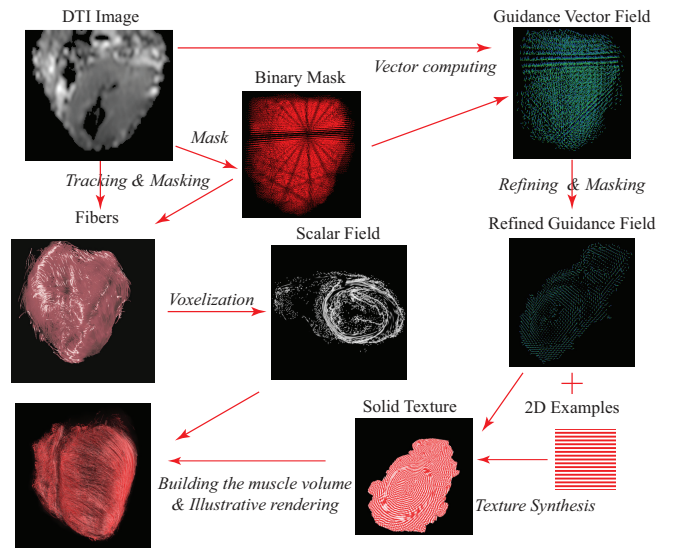 DTI Image
Guidance Vector Field
Vector computing
Binary Mask
Mask
Tracking & Masking
Refining & Masking
Fibers
Refined Guidance Field
Scalar Field
Voxelization
Solid Texture
2D Examples
Building the muscle volume
& Illustrative rendering
Texture Synthesis